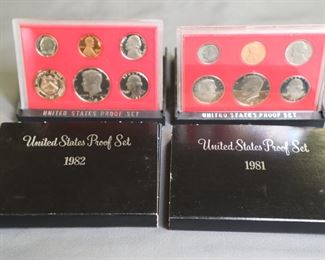 UNITED STATES PROOF SET
UNITED STATES PROOF SET
United States Proof Set
1982
United States Proof Set
1981